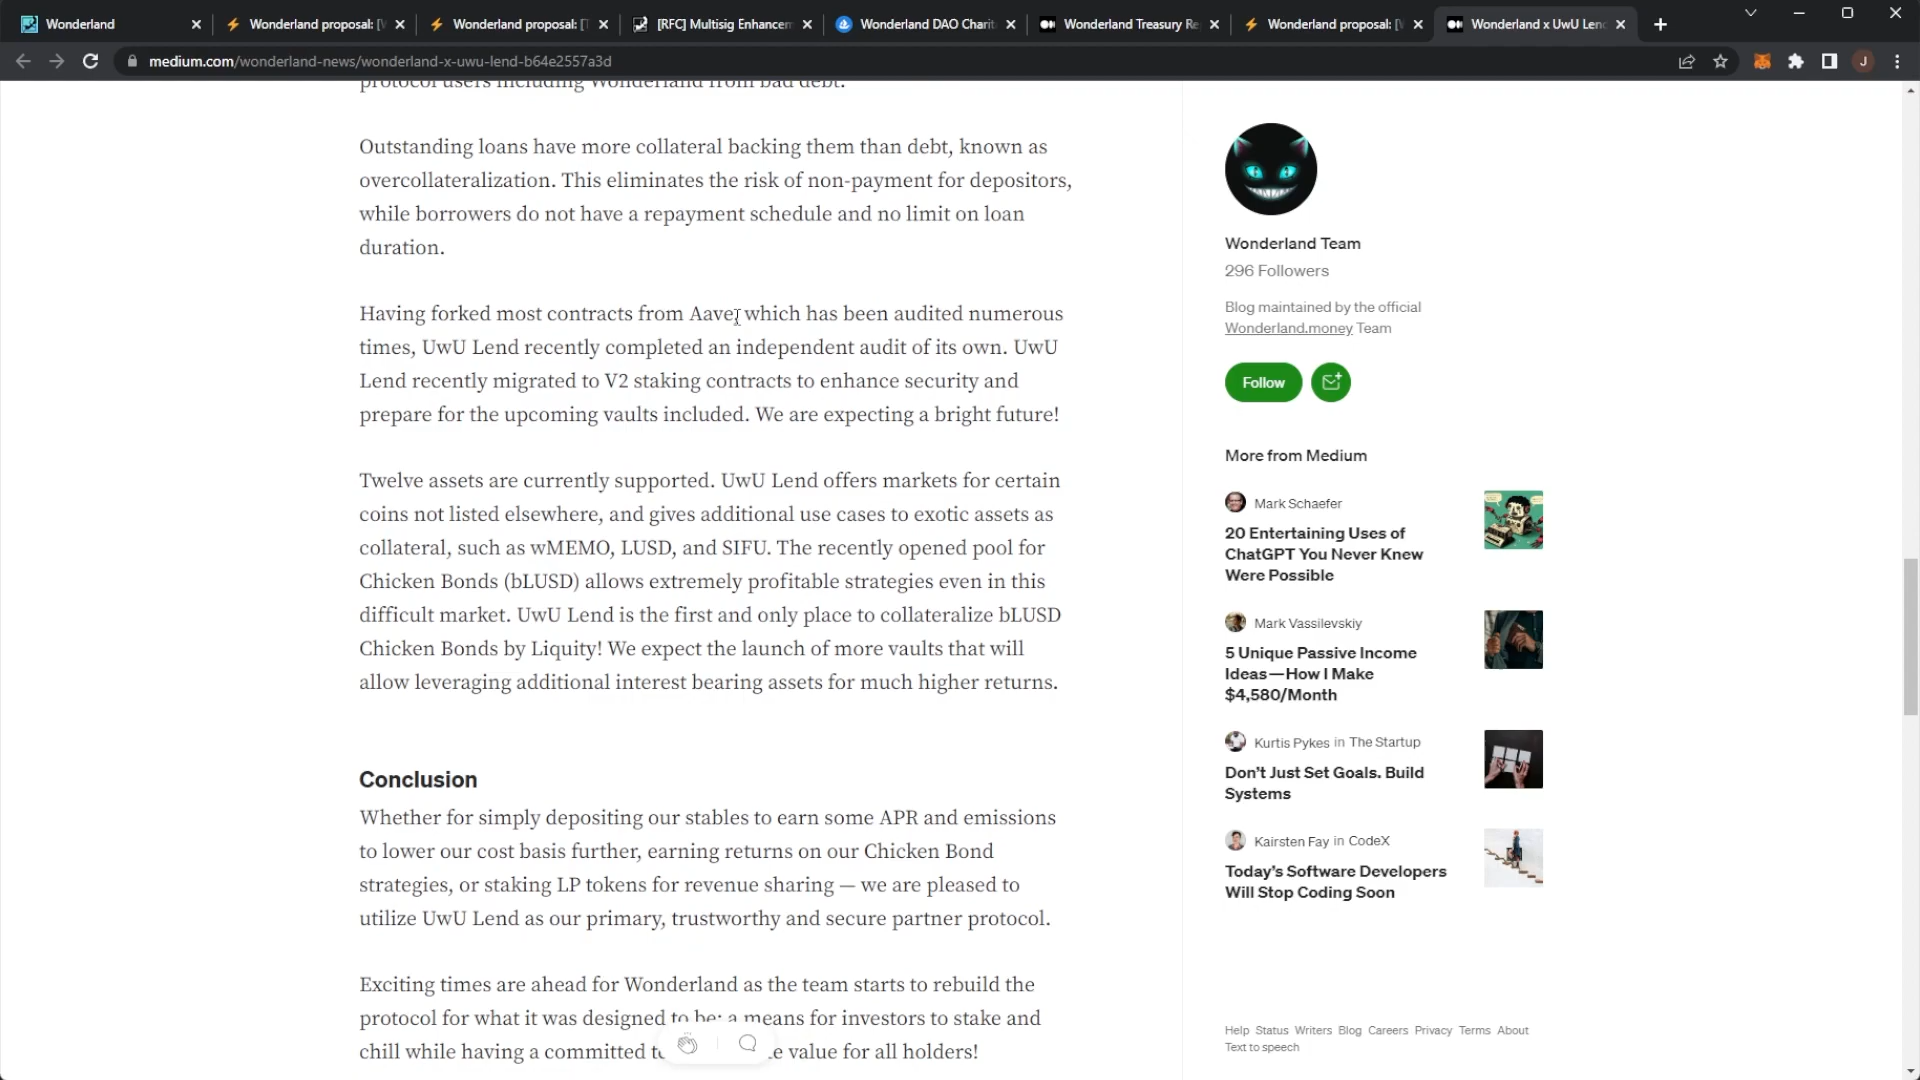 Wonderland
Wonderland proposal: [V
Wonderland proposal: [T
[RFC] Multisig Enhancem
Wonderland DAO Charit
Wonderland Treasury Re
Wonderland proposal: [V
Wonderland x UwU Lend
medium.com/wonderland-news/wonderland-x-uwu-lend-b64e2557a3d
J
protocol users including Wonderland from bad debt.
Outstanding loans have more collateral backing them than debt, known as
overcollateralization. This eliminates the risk of non-payment for depositors,
while borrowers do not have a repayment schedule and no limit on loan
duration.
Having forked most contracts from Aave, which has been audited numerous
times, UwU Lend recently completed an independent audit of its own. UwU
Lend recently migrated to V2 staking contracts to enhance security and
prepare for the upcoming vaults included. We are expecting a bright future!
Twelve assets are currently supported. UwU Lend offers markets for certain
coins not listed elsewhere, and gives additional use cases to exotic assets as
collateral, such as wMEMO, LUSD, and SIFU. The recently opened pool for
Chicken Bonds (bLUSD) allows extremely profitable strategies even in this
difficult market. UwU Lend is the first and only place to collateralize bLUSD
Chicken Bonds by Liquity! We expect the launch of more vaults that will
allow leveraging additional interest bearing assets for much higher returns.
Conclusion
Whether for simply depositing our stables to earn some APR and emissions
to lower our cost basis further, earning returns on our Chicken Bond
strategies, or staking LP tokens for revenue sharing — we are pleased to
utilize UwU Lend as our primary, trustworthy and secure partner protocol.
Exciting times are ahead for Wonderland as the team starts to rebuild the
protocol for what it was designed to be: a means for investors to stake and
chill while having a committed value for all holders!
Wonderland Team
296 Followers
Blog maintained by the official
Wonderland.money Team
Follow
More from Medium
Mark Schaefer
20 Entertaining Uses of
ChatGPT You Never Knew
Were Possible
Mark Vassilevskiy
5 Unique Passive Income
Ideas — How I Make
$4,580/Month
Kurtis Pykes in The Startup
Don't Just Set Goals. Build
Systems
Kairsten Fay in CodeX
Today's Software Developers
Will Stop Coding Soon
Help Status Writers Blog Careers Privacy Terms About
Text to speech